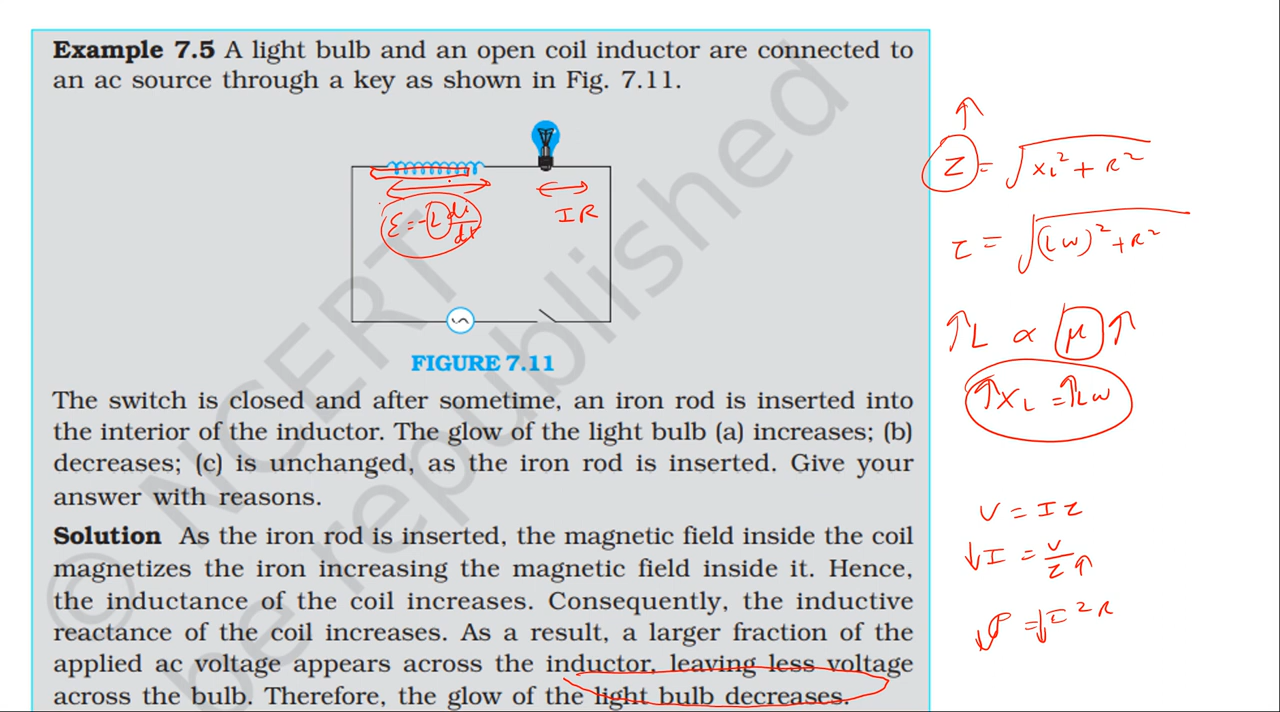 Example 7.5 A light bulb and an open coil inductor are connected to
an ac source through a key as shown in Fig. 7.11.
ε = -L di/dt
IR
FIGURE 7.11
The switch is closed and after sometime, an iron rod is inserted into
the interior of the inductor. The glow of the light bulb (a) increases; (b)
decreases; (c) is unchanged, as the iron rod is inserted. Give your
answer with reasons.
Solution As the iron rod is inserted, the magnetic field inside the coil
magnetizes the iron increasing the magnetic field inside it. Hence,
the inductance of the coil increases. Consequently, the inductive
reactance of the coil increases. As a result, a larger fraction of the
applied ac voltage appears across the inductor, leaving less voltage
across the bulb. Therefore, the glow of the light bulb decreases.
↑
Z = √(X_L² + R²)
Z = √((Lω)² + R²)
↑L ∝ μ↑
↑X_L = ↑Lω
V = IZ
↓I = V/Z↑
↓P = ↓I²R
© NCERT
be republished